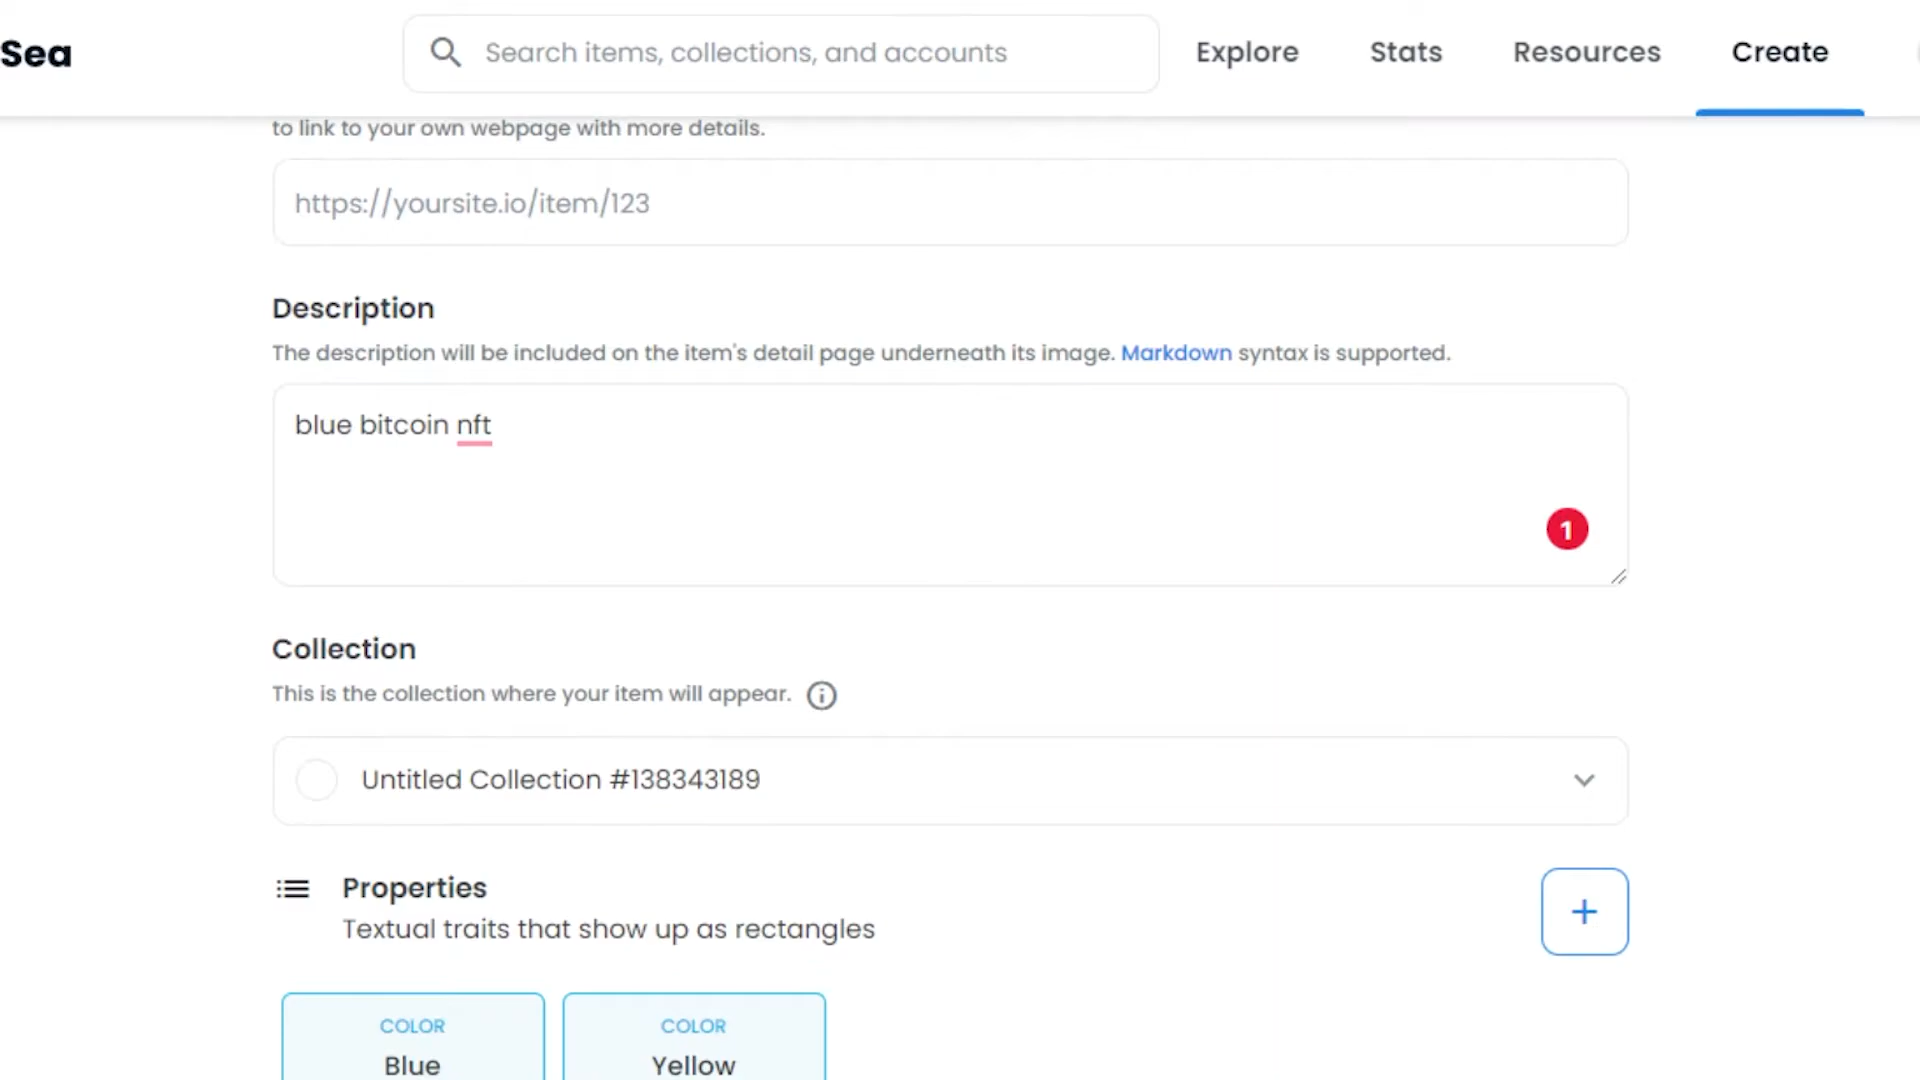 Sea
Search items, collections, and accounts
Explore
Stats
Resources
Create
to link to your own webpage with more details.
https://yoursite.io/item/123
Description
The description will be included on the item's detail page underneath its image. Markdown syntax is supported.
blue bitcoin nft
1
Collection
This is the collection where your item will appear.
Untitled Collection #138343189
Properties
Textual traits that show up as rectangles
COLOR
Blue
COLOR
Yellow